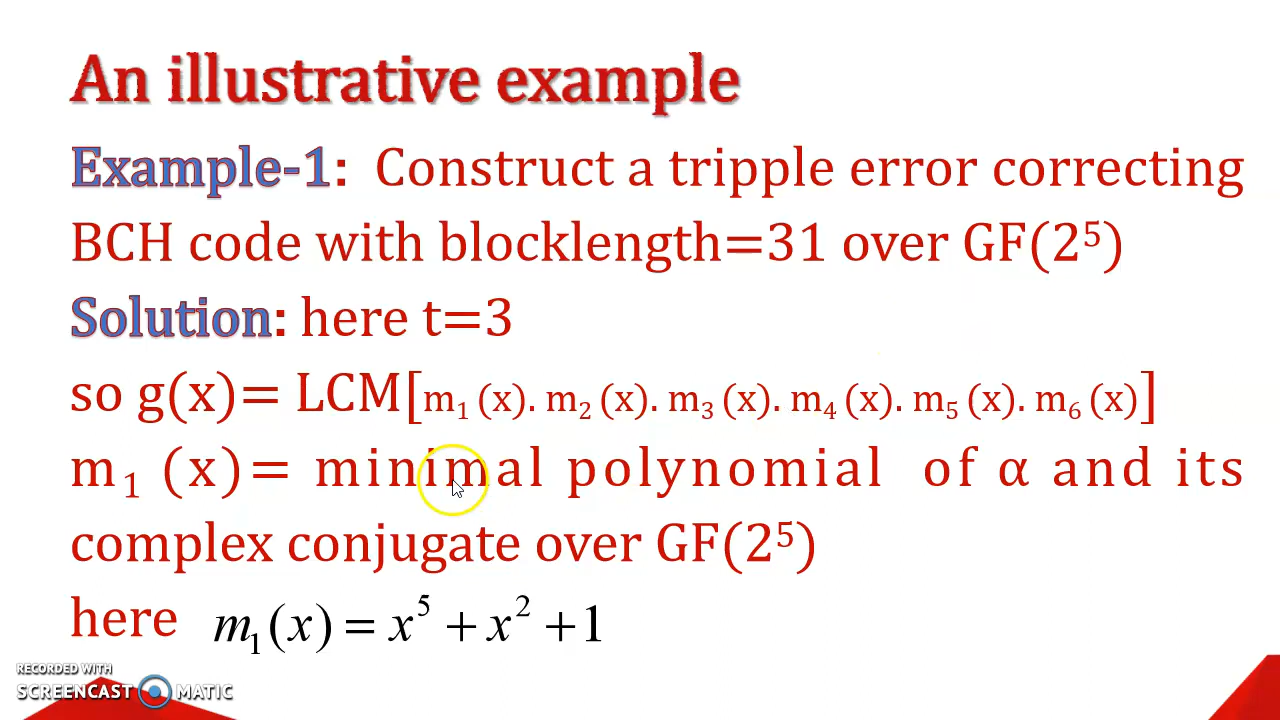 An illustrative example
Example-1: Construct a tripple error correcting
BCH code with blocklength=31 over GF(2⁵)
Solution: here t=3
so g(x)= LCM[m₁ (x). m₂ (x). m₃ (x). m₄ (x). m₅ (x). m₆ (x)]
m₁ (x)= minimal polynomial of α and its
complex conjugate over GF(2⁵)
here m₁(x) = x⁵ + x² + 1
RECORDED WITH
SCREENCAST MATIC